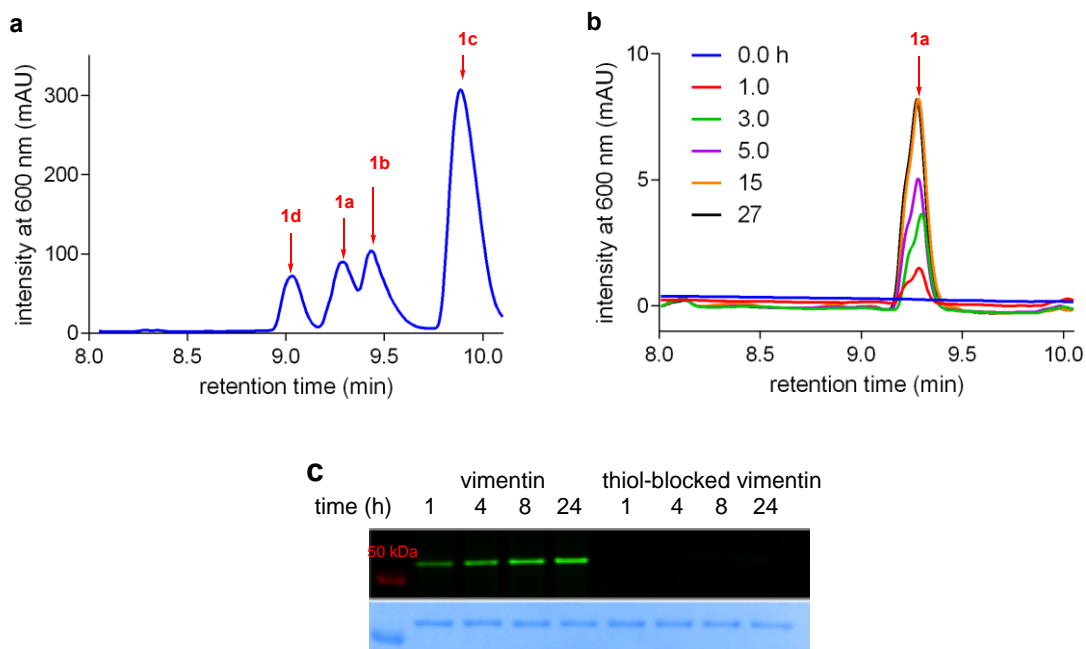 a
1c
1b
1a
1d
intensity at 600 nm (mAU)
300
200
100
0
8.0 8.5 9.0 9.5 10.0
retention time (min)
b
1a
0.0 h
1.0
3.0
5.0
15
27
intensity at 600 nm (mAU)
10
5
0
8.0 8.5 9.0 9.5 10.0
retention time (min)
c
vimentin thiol-blocked vimentin
time (h) 1 4 8 24 1 4 8 24
50 kDa